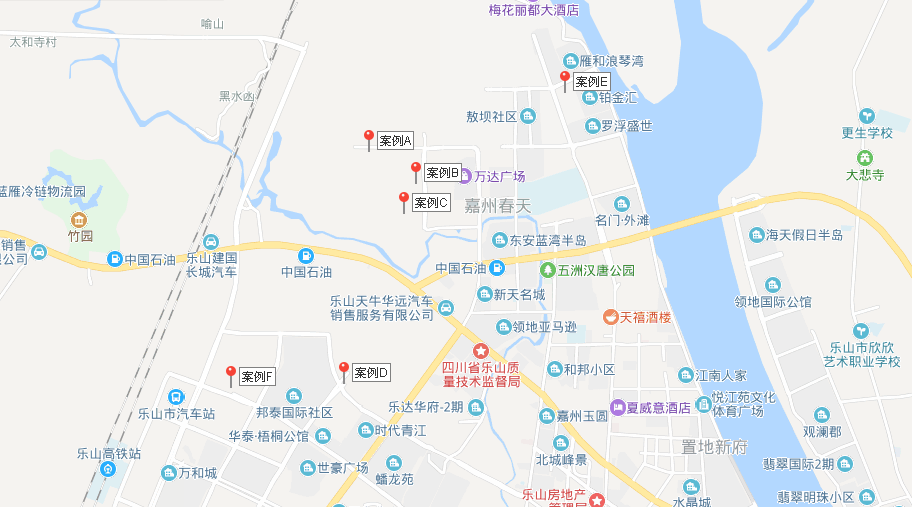 梅花丽都大酒店
喻山
太和寺村
雁和浪琴湾
案例E
铂金汇
黑水凼
敖坝社区
罗浮盛世
更生学校
案例A
大悲寺
案例B
万达广场
蓝雁冷链物流园
案例C
嘉州春天
名门·外滩
竹园
海天假日半岛
东安蓝湾半岛
销售
公司
中国石油
乐山建国
长城汽车
中国石油
中国石油
五洲汉唐公园
新天名城
乐山天牛华远汽车
销售服务有限公司
领地国际公馆
天禧酒楼
领地亚马逊
乐山市欣欣
艺术职业学校
四川省乐山质
量技术监督局
和邦小区
江南人家
案例F
案例D
乐山市汽车站
邦泰国际社区
乐达华府-2期
夏威意酒店
悦江苑文化
体育广场
嘉州玉圆
观澜郡
华泰·梧桐公馆
时代青江
置地新府
乐山高铁站
北城峰景
万和城
世豪广场
蟠龙苑
翡翠国际2期
乐山房地产
管理局
水晶城
翡翠明珠小区